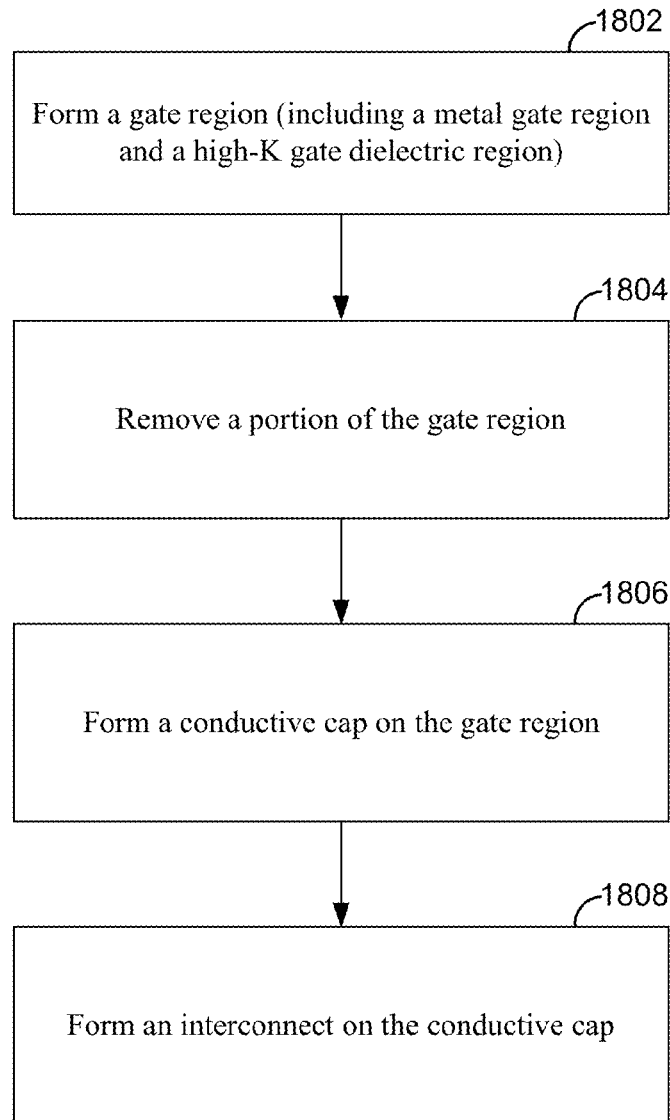 1802
Form a gate region (including a metal gate region
and a high-K gate dielectric region)
1804
Remove a portion of the gate region
1806
Form a conductive cap on the gate region
1808
Form an interconnect on the conductive cap